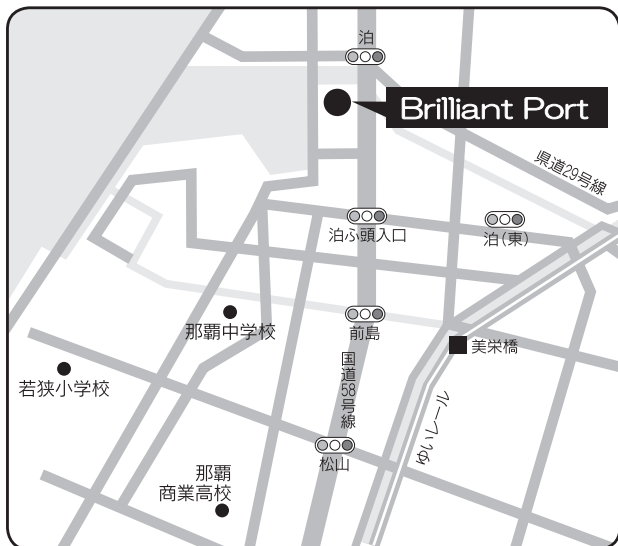 泊
Brilliant Port
県道29号線
泊ふ頭入口
泊(東)
前島
那覇中学校
美栄橋
国道58号線
若狭小学校
ゆいレール
松山
那覇
商業高校